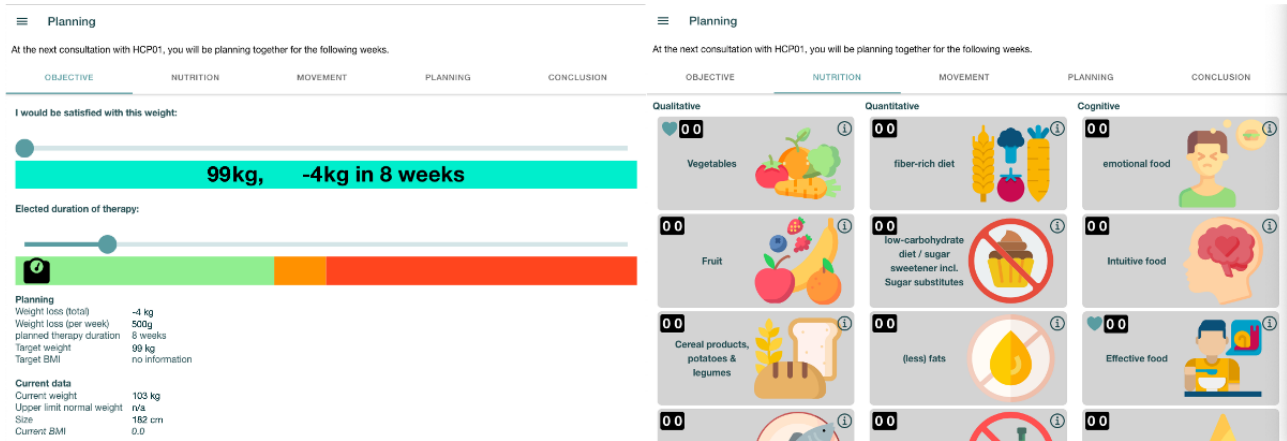 Planning
At the next consultation with HCP01, you will be planning together for the following weeks.
OBJECTIVE NUTRITION MOVEMENT PLANNING CONCLUSION
I would be satisfied with this weight:
99kg, -4kg in 8 weeks
Elected duration of therapy:
Planning
Weight loss (total) -4 kg
Weight loss (per week) 500g
planned therapy duration 8 weeks
Target weight 99 kg
Target BMI no information
Current data
Current weight 103 kg
Upper limit normal weight n/a
Size 182 cm
Current BMI 0.0
Planning
At the next consultation with HCP01, you will be planning together for the following weeks.
OBJECTIVE NUTRITION MOVEMENT PLANNING CONCLUSION
Qualitative Quantitative Cognitive
0 0
Vegetables
0 0
fiber-rich diet
0 0
emotional food
0 0
Fruit
0 0
low-carbohydrate
diet / sugar
sweetener incl.
Sugar substitutes
0 0
Intuitive food
0 0
Cereal products,
potatoes &
legumes
0 0
(less) fats
0 0
Effective food
0 0
0 0
0 0